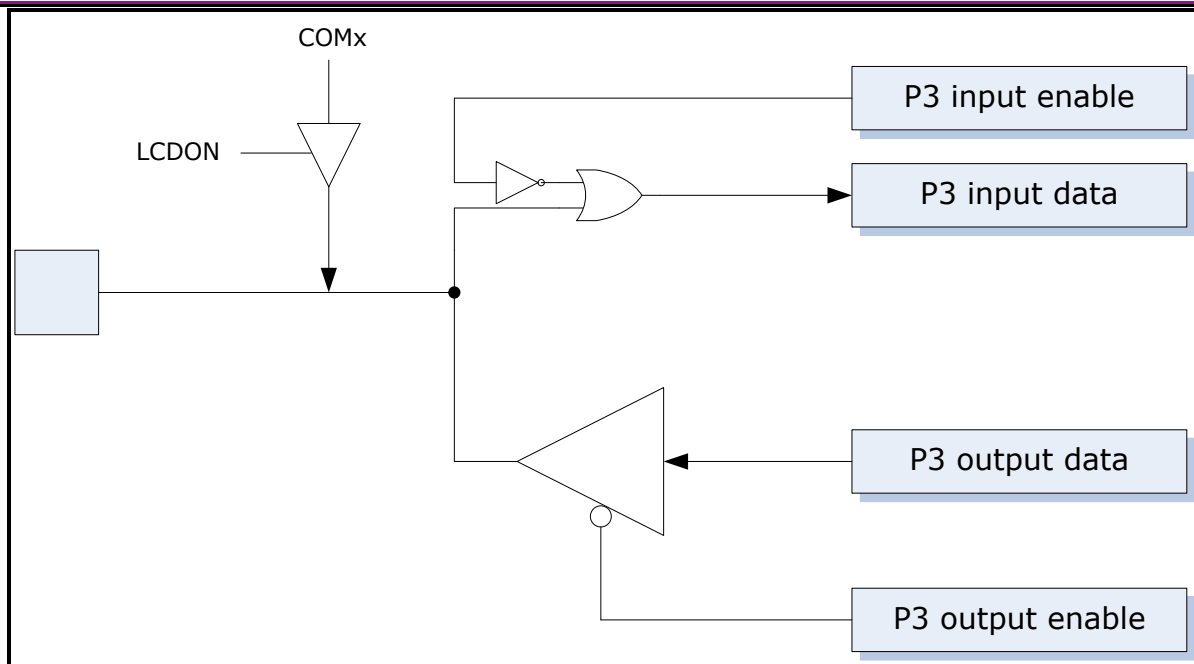 COMx
P3 input enable
LCDON
P3 input data
P3 output data
P3 output enable